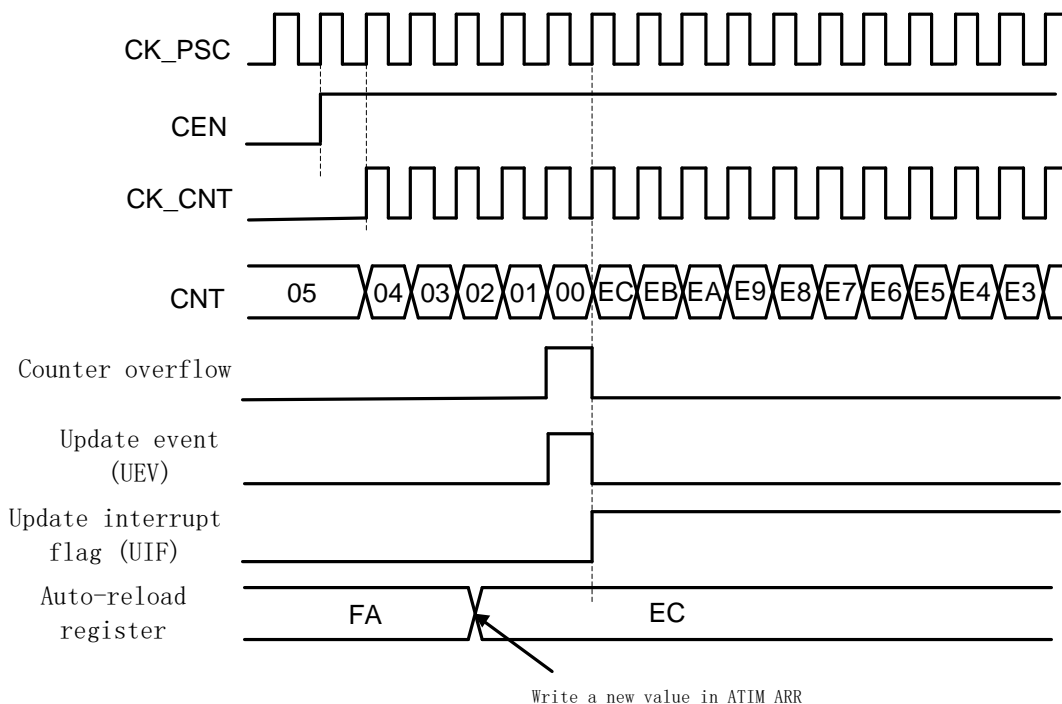 CK_PSC
CEN
CK_CNT
CNT
05 04 03 02 01 00 EC EB EA E9 E8 E7 E6 E5 E4 E3
Counter overflow
Update event
(UEV)
Update interrupt
flag (UIF)
Auto-reload
register
FA
EC
Write a new value in ATIM ARR